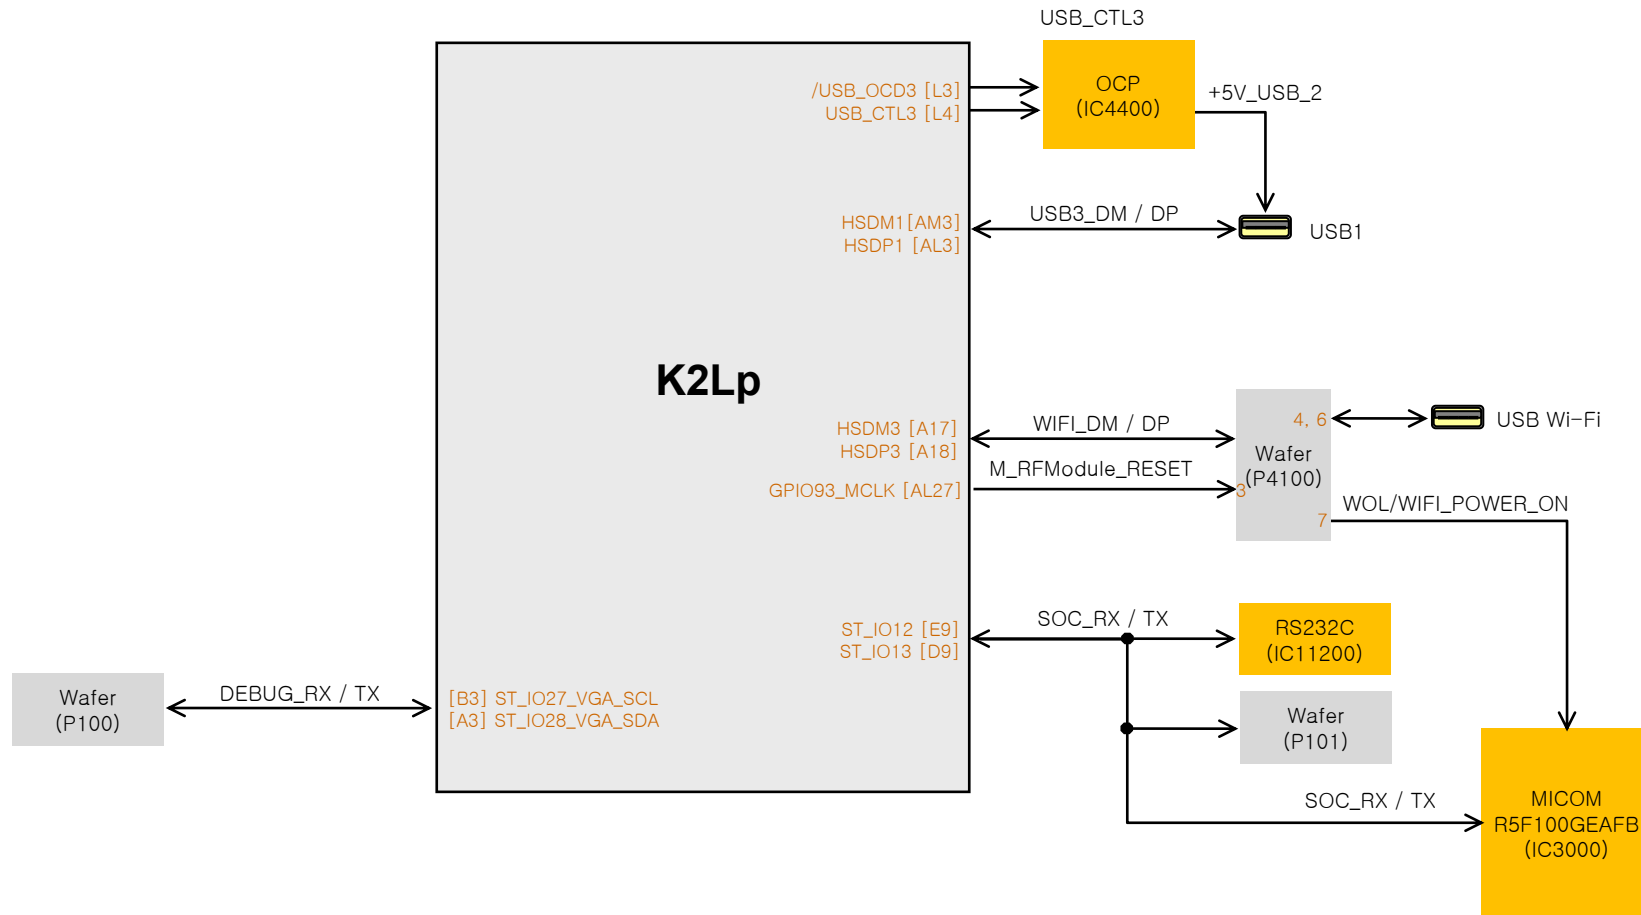 USB_CTL3
/USB_OCD3 [L3]
USB_CTL3 [L4]
OCP
(IC4400)
+5V_USB_2
HSDM1[AM3]
HSDP1 [AL3]
USB3_DM / DP
USB1
K2Lp
HSDM3 [A17]
HSDP3 [A18]
WIFI_DM / DP
GPIO93_MCLK [AL27]
M_RFModule_RESET
4, 6
Wafer
(P4100)
3
7
USB Wi-Fi
WOL/WIFI_POWER_ON
ST_IO12 [E9]
ST_IO13 [D9]
SOC_RX / TX
RS232C
(IC11200)
Wafer
(P100)
DEBUG_RX / TX
[B3] ST_IO27_VGA_SCL
[A3] ST_IO28_VGA_SDA
Wafer
(P101)
SOC_RX / TX
MICOM
R5F100GEAFB
(IC3000)